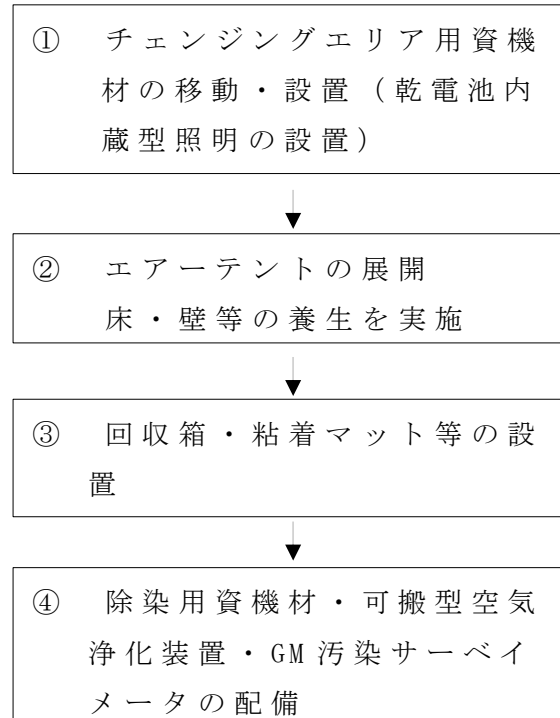 ① チェンジングエリア用資機
材の移動・設置（乾電池内
蔵型照明の設置）
② エアーテントの展開
床・壁等の養生を実施
③ 回収箱・粘着マット等の設
置
④ 除染用資機材・可搬型空気
浄化装置・GM汚染サーベイ
メータの配備